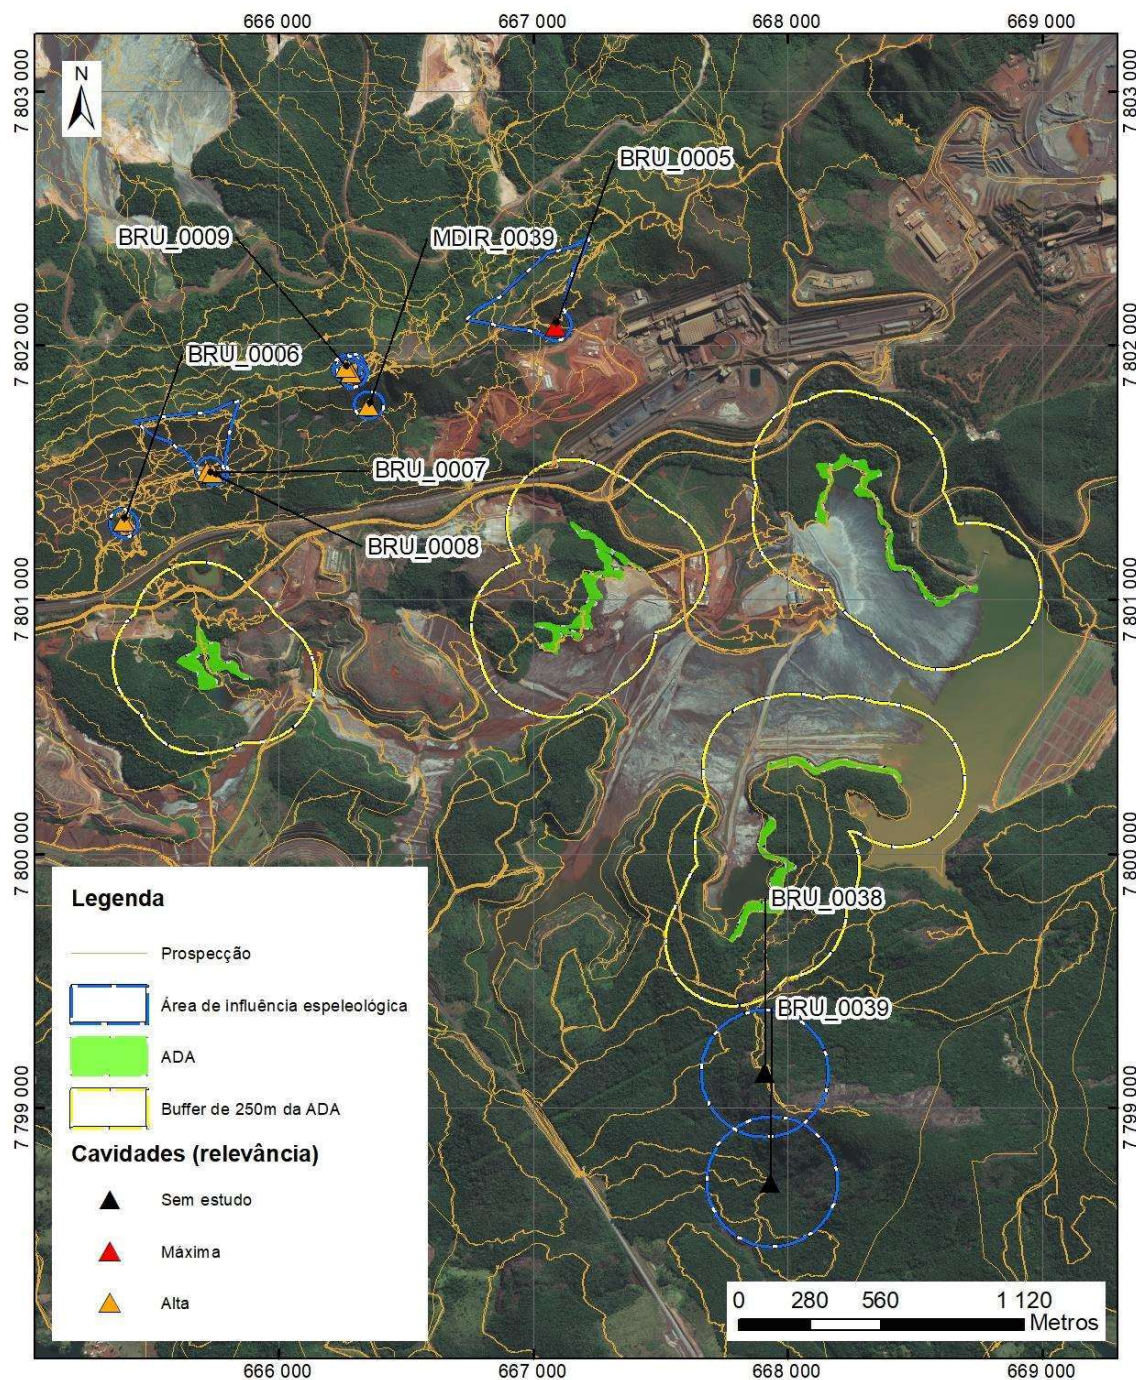 666 000
667 000
668 000
669 000
7 803 000
7 803 000
N
BRU_0005
BRU_0009
MDIR_0039
7 802 000
7 802 000
BRU_0006
BRU_0007
BRU_0008
7 801 000
7 801 000
7 800 000
7 800 000
BRU_0038
BRU_0039
7 799 000
7 799 000
Legenda
Prospecção
Área de influência espeleológica
ADA
Buffer de 250m da ADA
Cavidades (relevância)
Sem estudo
Máxima
Alta
0 280 560 1 120
Metros
666 000
667 000
668 000
669 000